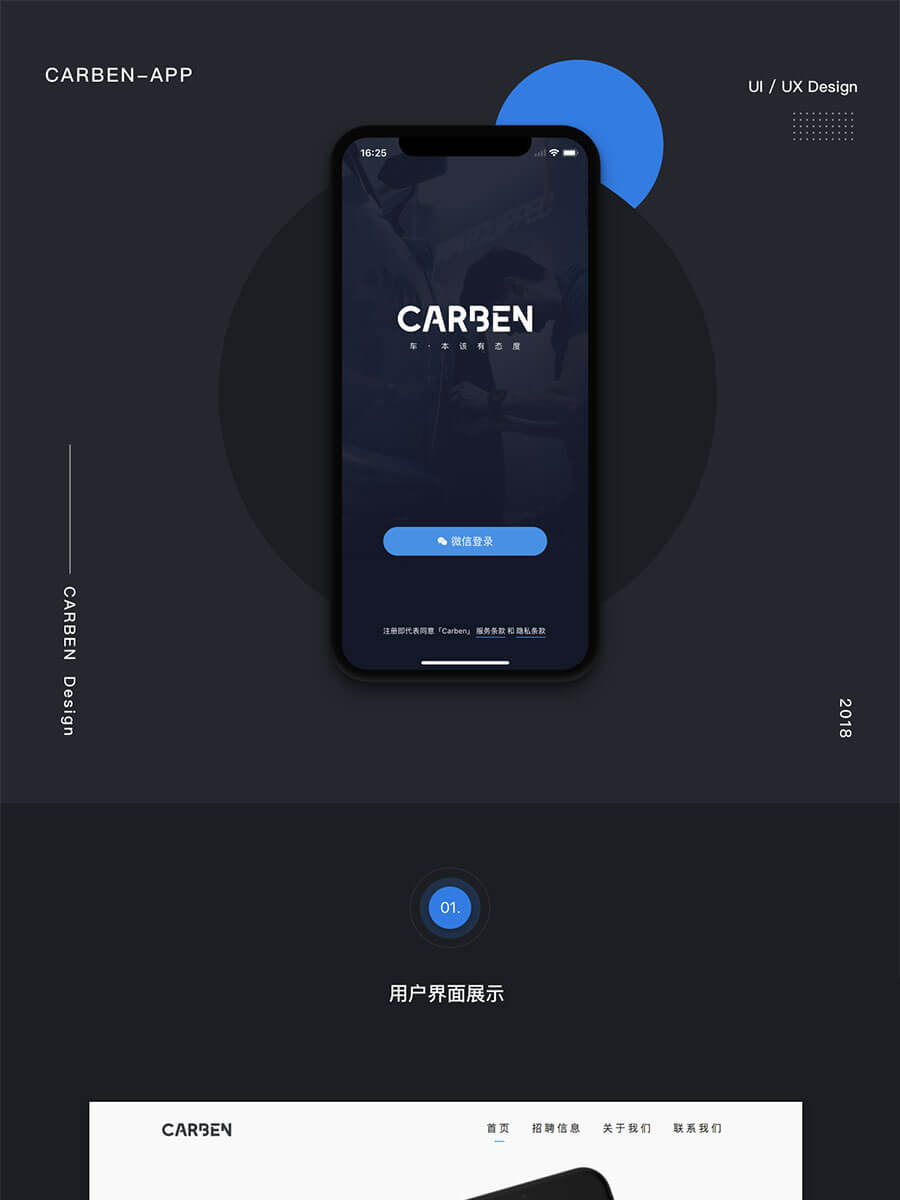 CARBEN–APP
UI / UX Design
16:25
CARBEN
车·本该有态度
微信登录
注册即代表同意「Carben」 服务条款 和 隐私条款
CARBEN Design
2018
01.
用户界面展示
CARBEN
首页 招聘信息 关于我们 联系我们